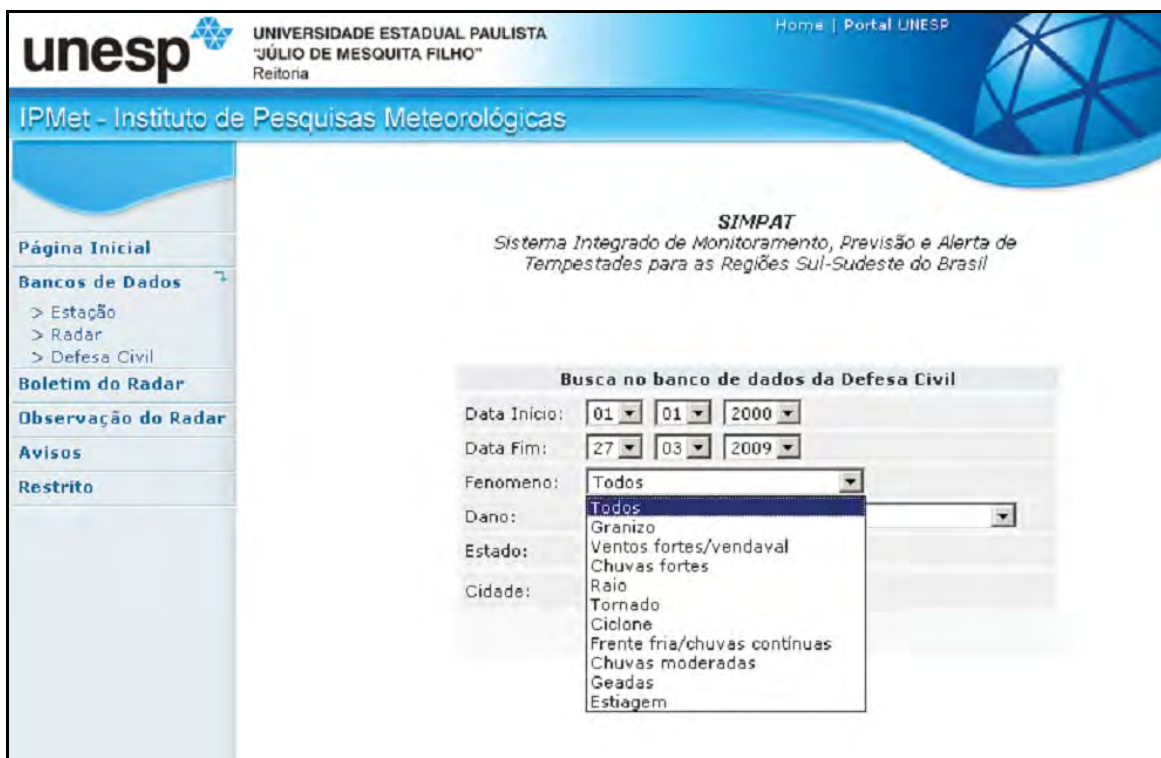 unesp
UNIVERSIDADE ESTADUAL PAULISTA
"JÚLIO DE MESQUITA FILHO"
Reitoria
Home | Portal UNESP
IPMet - Instituto de Pesquisas Meteorológicas
Página Inicial
Bancos de Dados
> Estação
> Radar
> Defesa Civil
Boletim do Radar
Observação do Radar
Avisos
Restrito
SIMPAT
Sistema Integrado de Monitoramento, Previsão e Alerta de
Tempestades para as Regiões Sul-Sudeste do Brasil
Busca no banco de dados da Defesa Civil
Data Início: 01 01 2000
Data Fim: 27 03 2009
Fenomeno: Todos
Dano:
Estado:
Cidade:
Todos
Granizo
Ventos fortes/vendaval
Chuvas fortes
Raio
Tornado
Ciclone
Frente fria/chuvas contínuas
Chuvas moderadas
Geadas
Estiagem